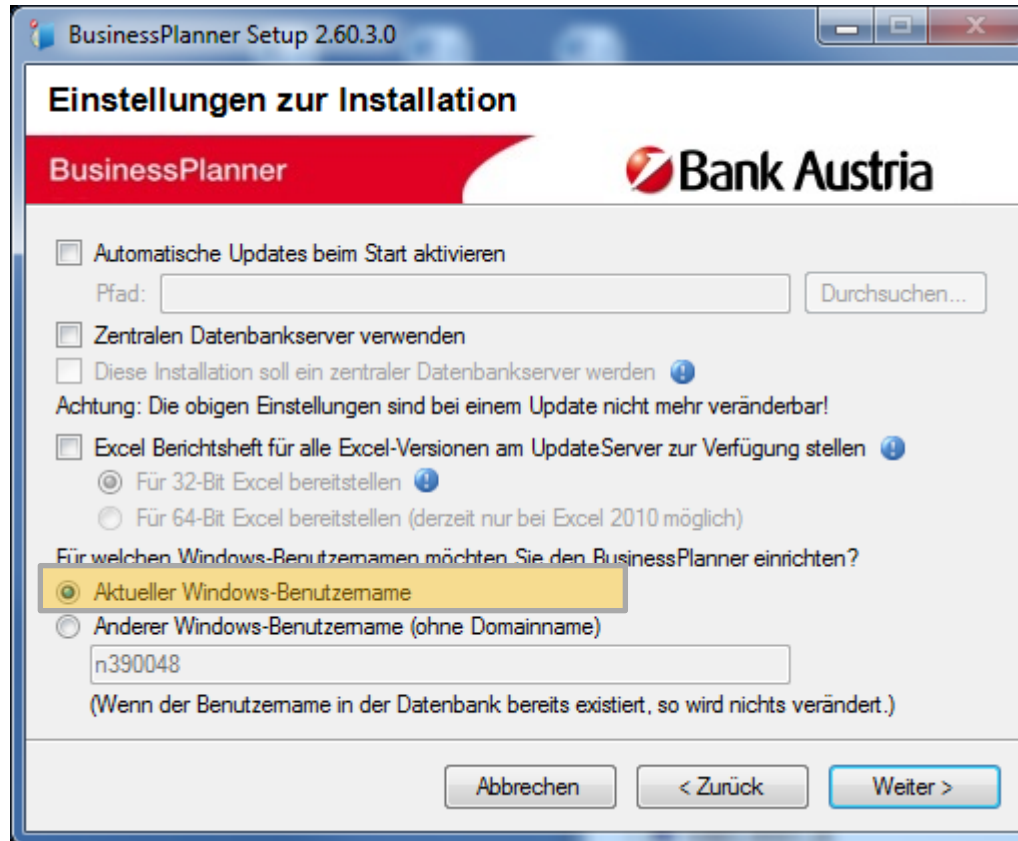 BusinessPlanner Setup 2.60.3.0
Einstellungen zur Installation
BusinessPlanner
Bank Austria
Automatische Updates beim Start aktivieren
Pfad:
Durchsuchen...
Zentralen Datenbankserver verwenden
Diese Installation soll ein zentraler Datenbankserver werden
Achtung: Die obigen Einstellungen sind bei einem Update nicht mehr veränderbar!
Excel Berichtsheft für alle Excel-Versionen am UpdateServer zur Verfügung stellen
Für 32-Bit Excel bereitstellen
Für 64-Bit Excel bereitstellen (derzeit nur bei Excel 2010 möglich)
Für welchen Windows-Benutzernamen möchten Sie den BusinessPlanner einrichten?
Aktueller Windows-Benutzername
Anderer Windows-Benutzername (ohne Domainname)
n390048
(Wenn der Benutzername in der Datenbank bereits existiert, so wird nichts verändert.)
Abbrechen
< Zurück
Weiter >